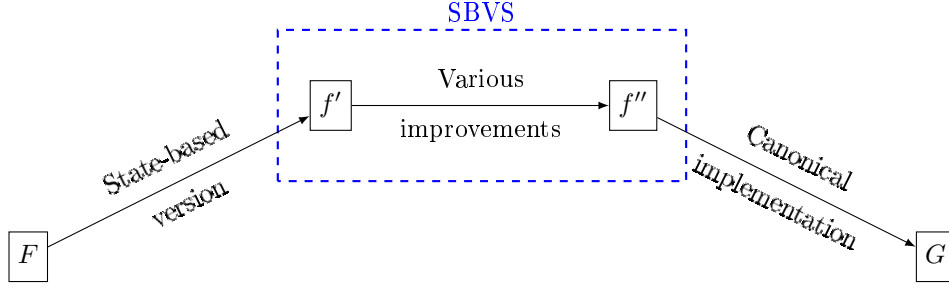 SBVS
Various
f′
f″
improvements
State-based
version
Canonical
implementation
F
G